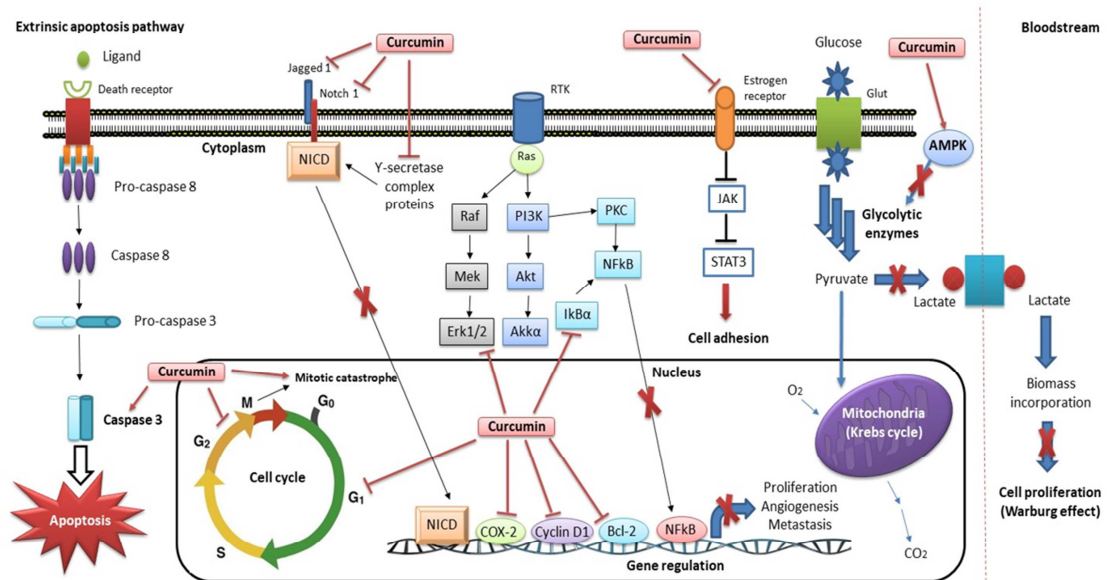 Extrinsic apoptosis pathway
Ligand
Death receptor
Pro-caspase 8
Caspase 8
Pro-caspase 3
Caspase 3
Apoptosis
Curcumin
Jagged 1
Notch 1
Cytoplasm
NICD
Y-secretase
complex
proteins
RTK
Ras
Raf
Mek
Erk1/2
PI3K
Akt
Akkα
PKC
NFkB
IkBα
Curcumin
Estrogen
receptor
JAK
STAT3
Cell adhesion
Glucose
Glut
Curcumin
AMPK
Glycolytic
enzymes
Pyruvate
Lactate
Bloodstream
Lactate
Biomass
incorporation
Cell proliferation
(Warburg effect)
Curcumin
Mitotic catastrophe
M
G0
G2
Cell cycle
G1
S
Nucleus
Curcumin
NICD
COX-2
Cyclin D1
Bcl-2
NFkB
Gene regulation
Proliferation
Angiogenesis
Metastasis
O2
Mitochondria
(Krebs cycle)
CO2